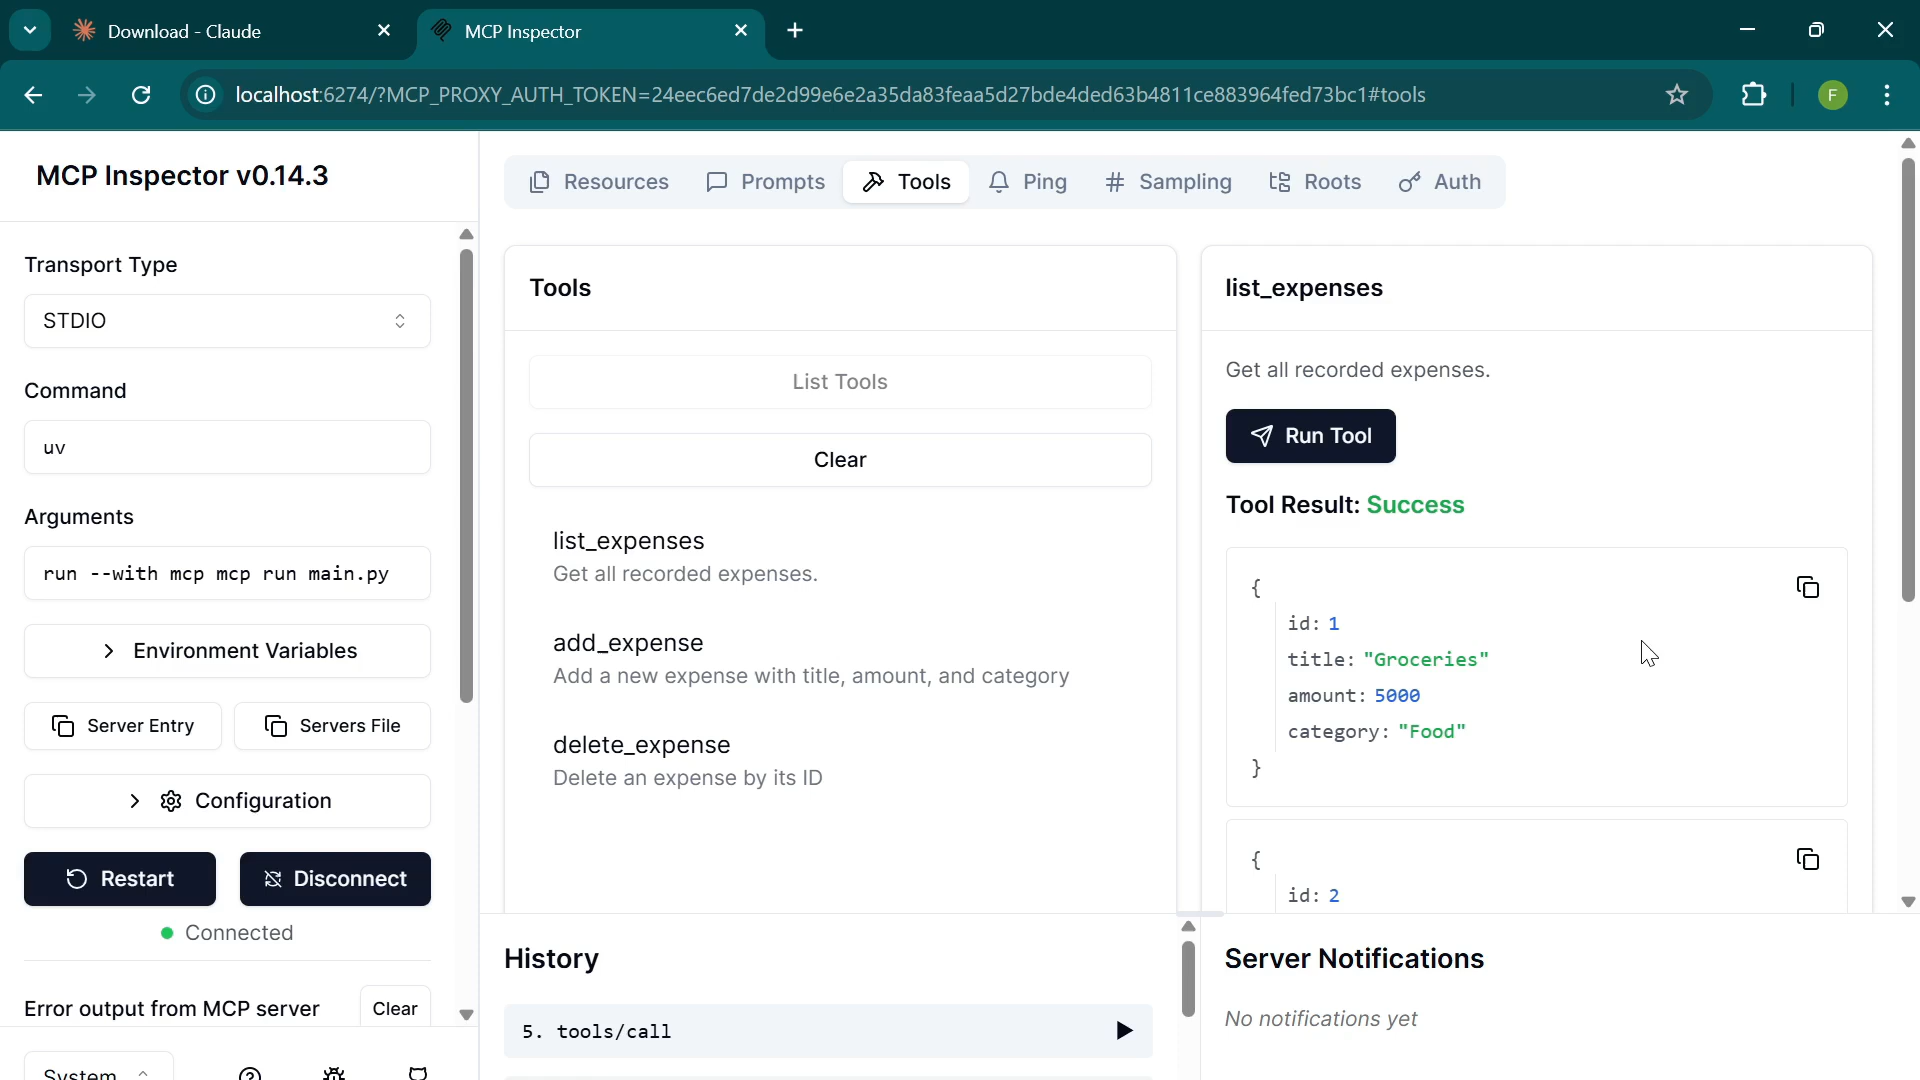 Download - Claude
MCP Inspector
localhost:6274/?MCP_PROXY_AUTH_TOKEN=24eec6ed7de2d99e6e2a35da83feaa5d27bde4ded63b4811ce883964fed73bc1#tools
F
MCP Inspector v0.14.3
Transport Type
STDIO
Command
uv
Arguments
run --with mcp mcp run main.py
Environment Variables
Server Entry
Servers File
Configuration
Restart
Disconnect
Connected
Error output from MCP server
Clear
System
Resources
Prompts
Tools
Ping
Sampling
Roots
Auth
Tools
List Tools
Clear
list_expenses
Get all recorded expenses.
add_expense
Add a new expense with title, amount, and category
delete_expense
Delete an expense by its ID
list_expenses
Get all recorded expenses.
Run Tool
Tool Result: Success
{
id: 1
title: "Groceries"
amount: 5000
category: "Food"
}
{
id: 2
History
5. tools/call
Server Notifications
No notifications yet